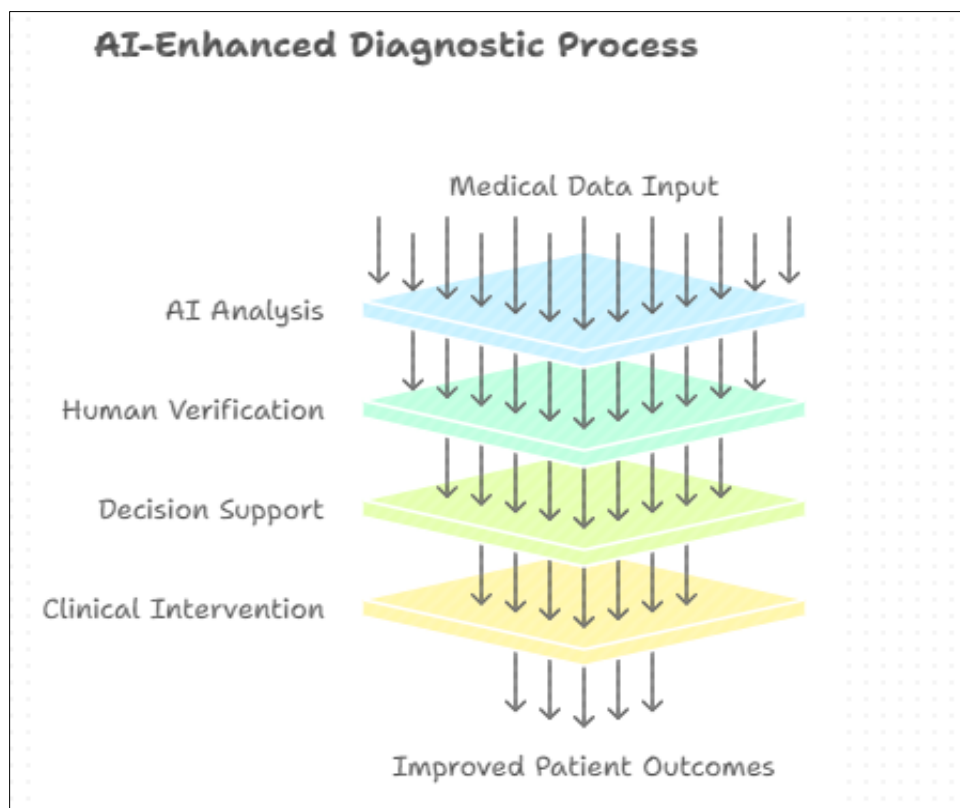 AI-Enhanced Diagnostic Process
Medical Data Input
AI Analysis
Human Verification
Decision Support
Clinical Intervention
Improved Patient Outcomes